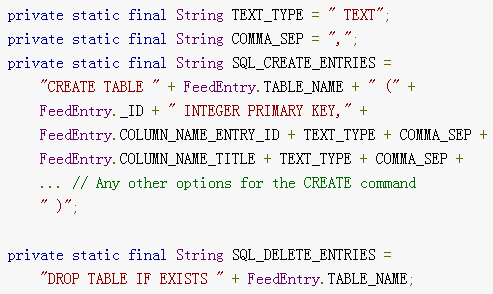 private static final String TEXT_TYPE = " TEXT";
private static final String COMMA_SEP = ",";
private static final String SQL_CREATE_ENTRIES =
    "CREATE TABLE " + FeedEntry.TABLE_NAME + " (" +
    FeedEntry._ID + " INTEGER PRIMARY KEY," +
    FeedEntry.COLUMN_NAME_ENTRY_ID + TEXT_TYPE + COMMA_SEP +
    FeedEntry.COLUMN_NAME_TITLE + TEXT_TYPE + COMMA_SEP +
    ... // Any other options for the CREATE command
    " )";

private static final String SQL_DELETE_ENTRIES =
    "DROP TABLE IF EXISTS " + FeedEntry.TABLE_NAME;